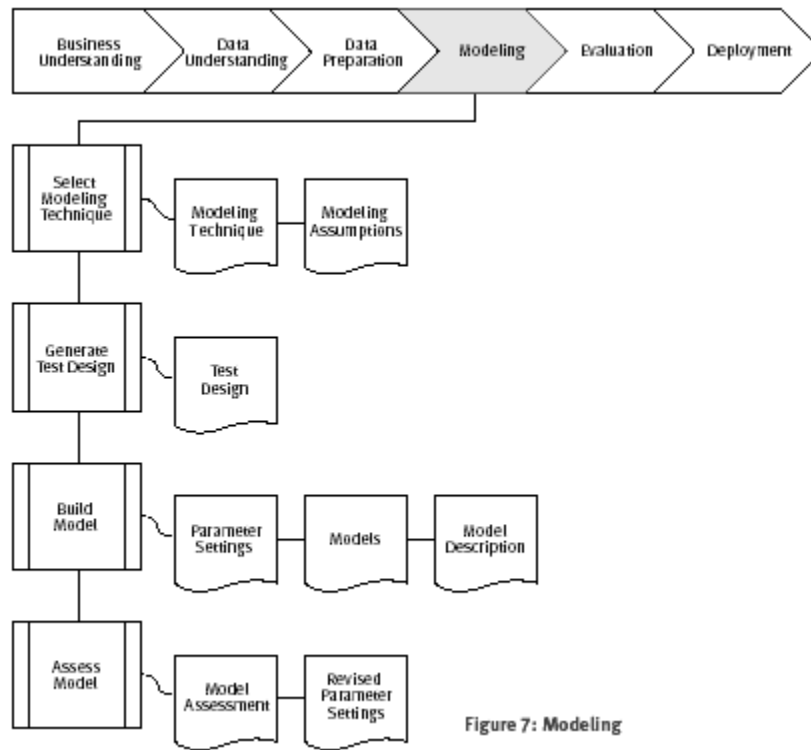 Business
Understanding
Data
Understanding
Data
Preparation
Modeling
Evaluation
Deployment
Select
Modeling
Technique
Modeling
Technique
Modeling
Assumptions
Generate
Test Design
Test
Design
Build
Model
Parameter
Settings
Models
Model
Description
Assess
Model
Model
Assessment
Revised
Parameter
Settings
Figure 7: Modeling